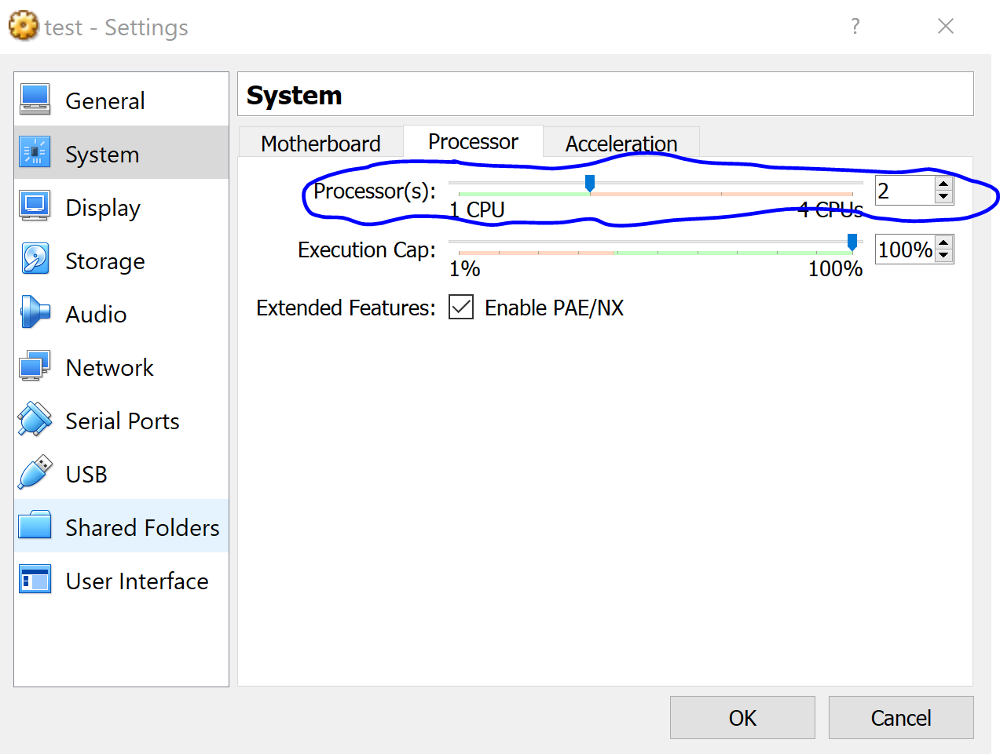 test - Settings
?
General
System
Display
Storage
Audio
Network
Serial Ports
USB
Shared Folders
User Interface
System
Motherboard
Processor
Acceleration
Processor(s):
2
1 CPU
4 CPUs
Execution Cap:
100%
1%
100%
Extended Features:
Enable PAE/NX
OK
Cancel